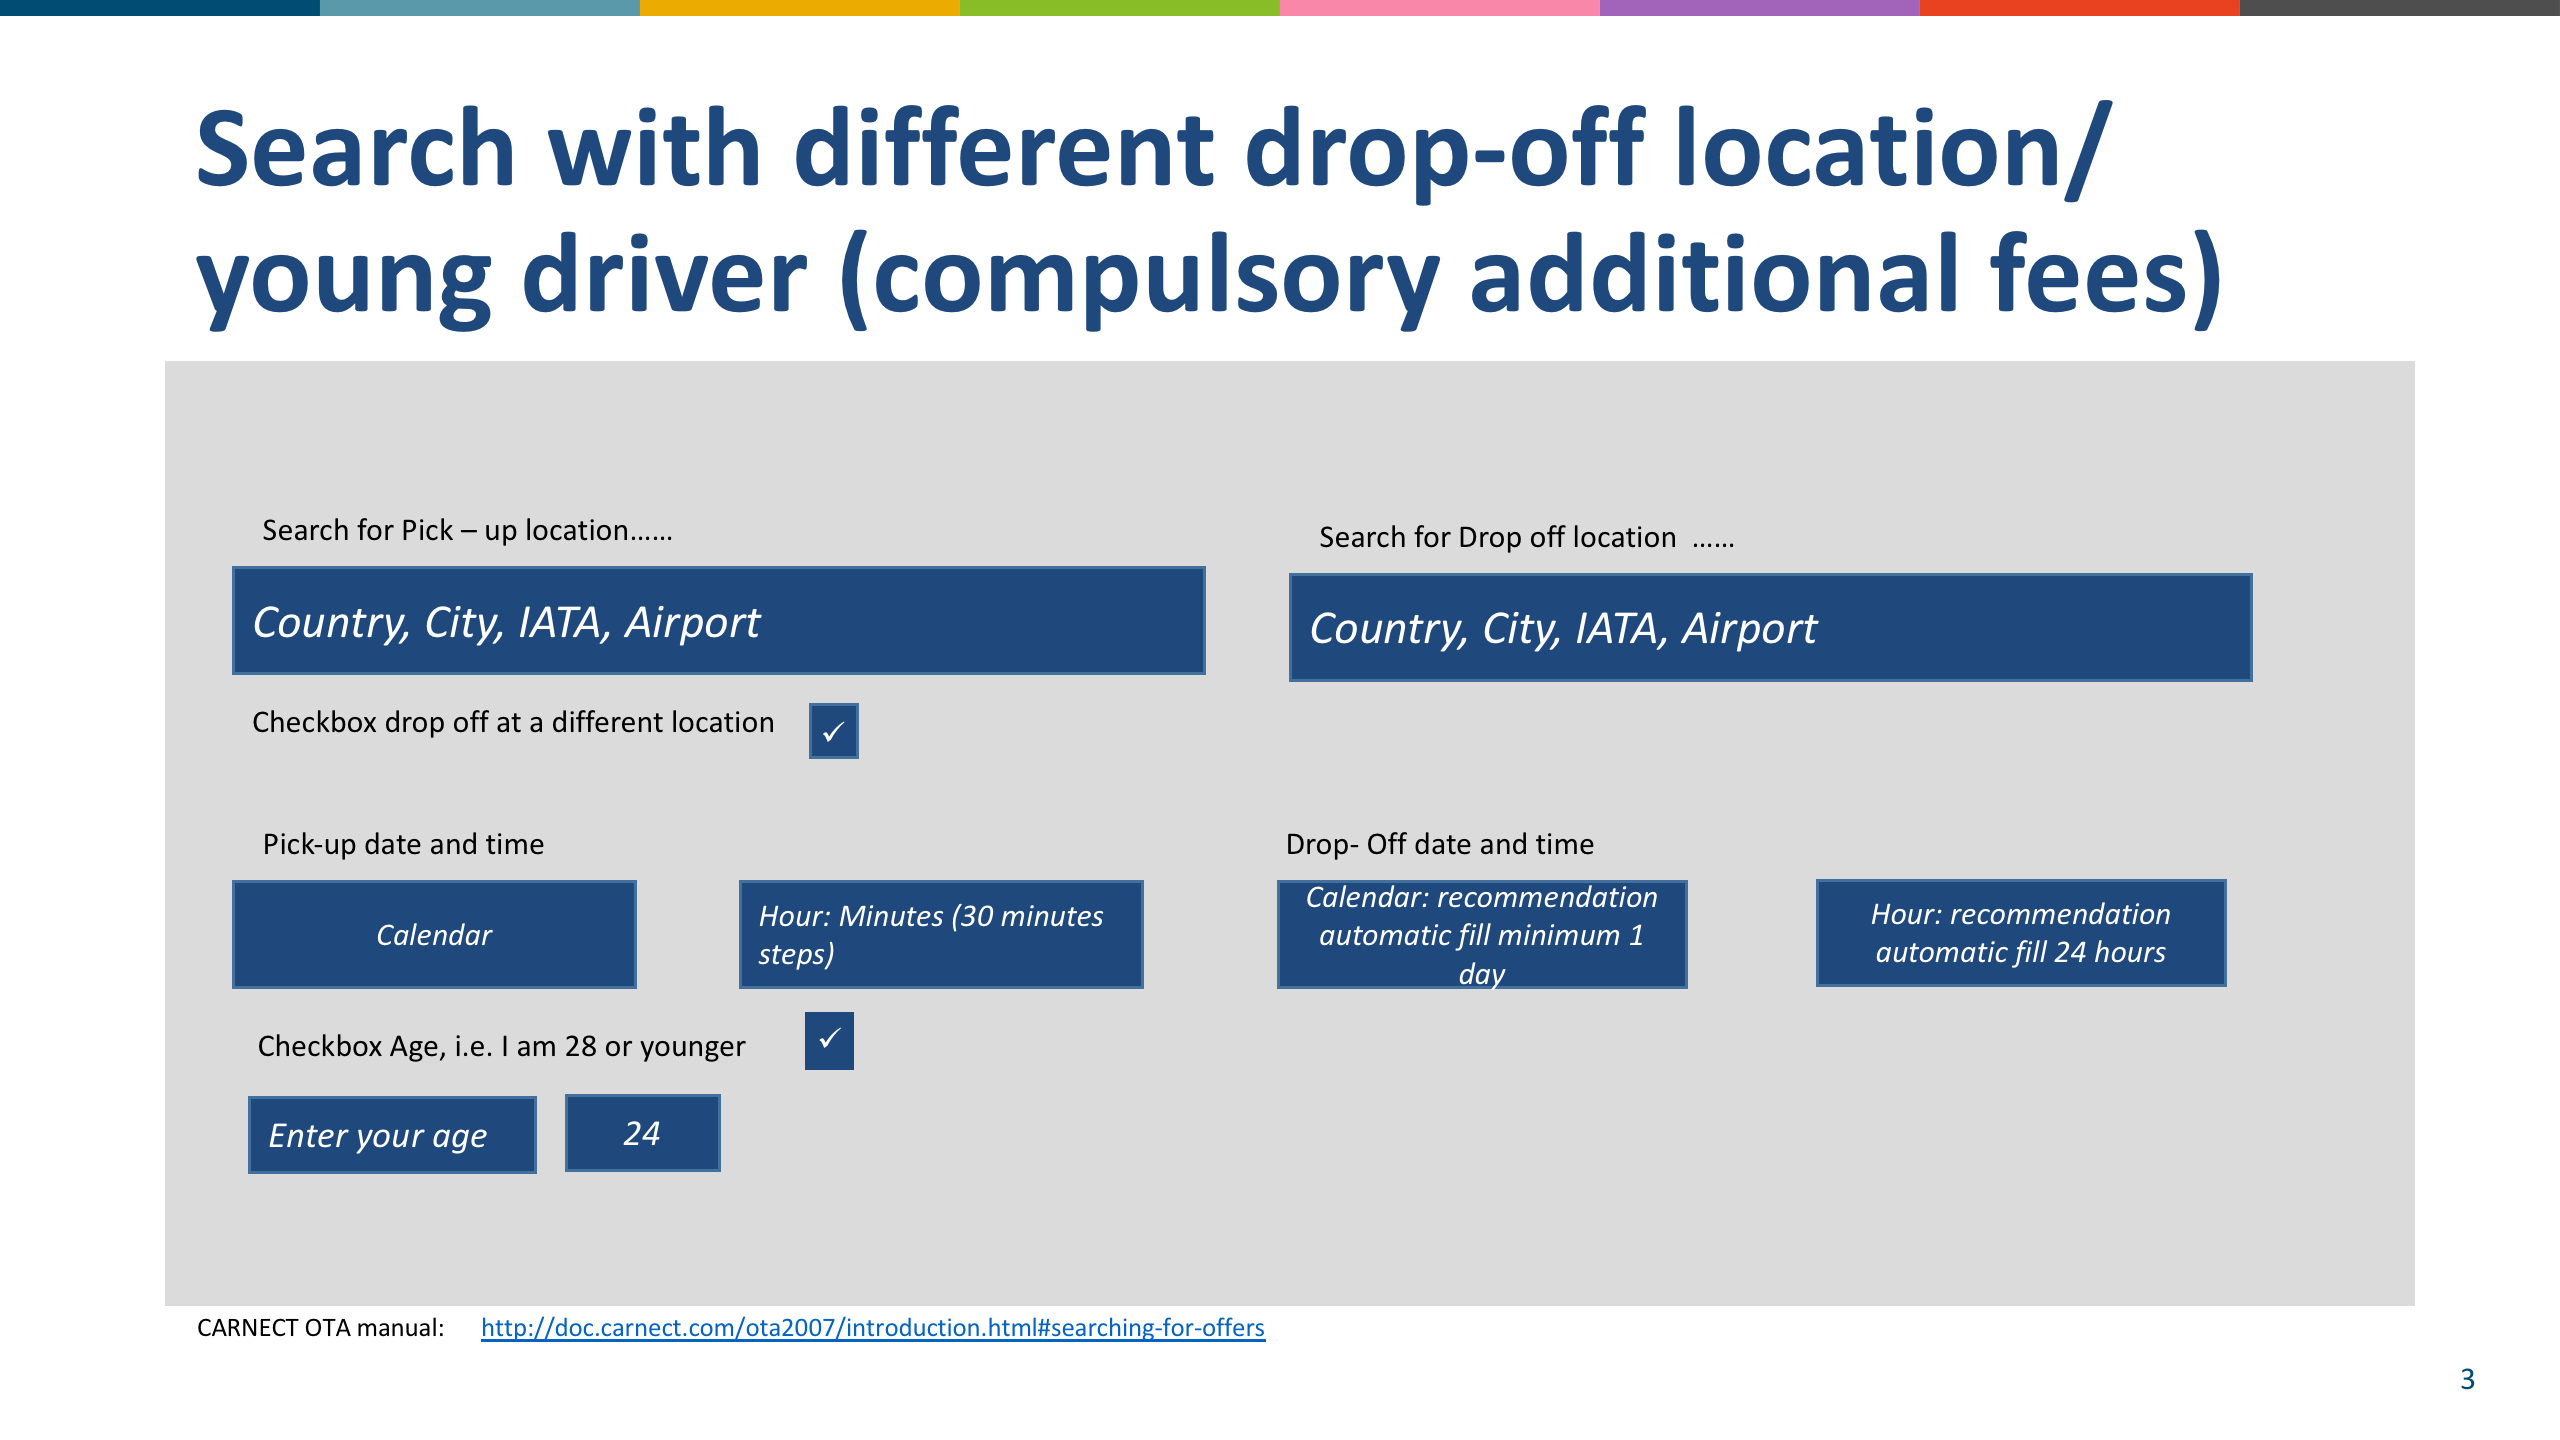 Search with different drop-off location/
young driver (compulsory additional fees)
Search for Pick – up location……
Search for Drop off location  ……
Country, City, IATA, Airport
Country, City, IATA, Airport
Checkbox drop off at a different location
✓
Pick-up date and time
Drop- Off date and time
Calendar
Hour: Minutes (30 minutes
steps)
Calendar: recommendation
automatic fill minimum 1
day
Hour: recommendation
automatic fill 24 hours
Checkbox Age, i.e. I am 28 or younger
✓
Enter your age
24
CARNECT OTA manual: http://doc.carnect.com/ota2007/introduction.html#searching-for-offers
3